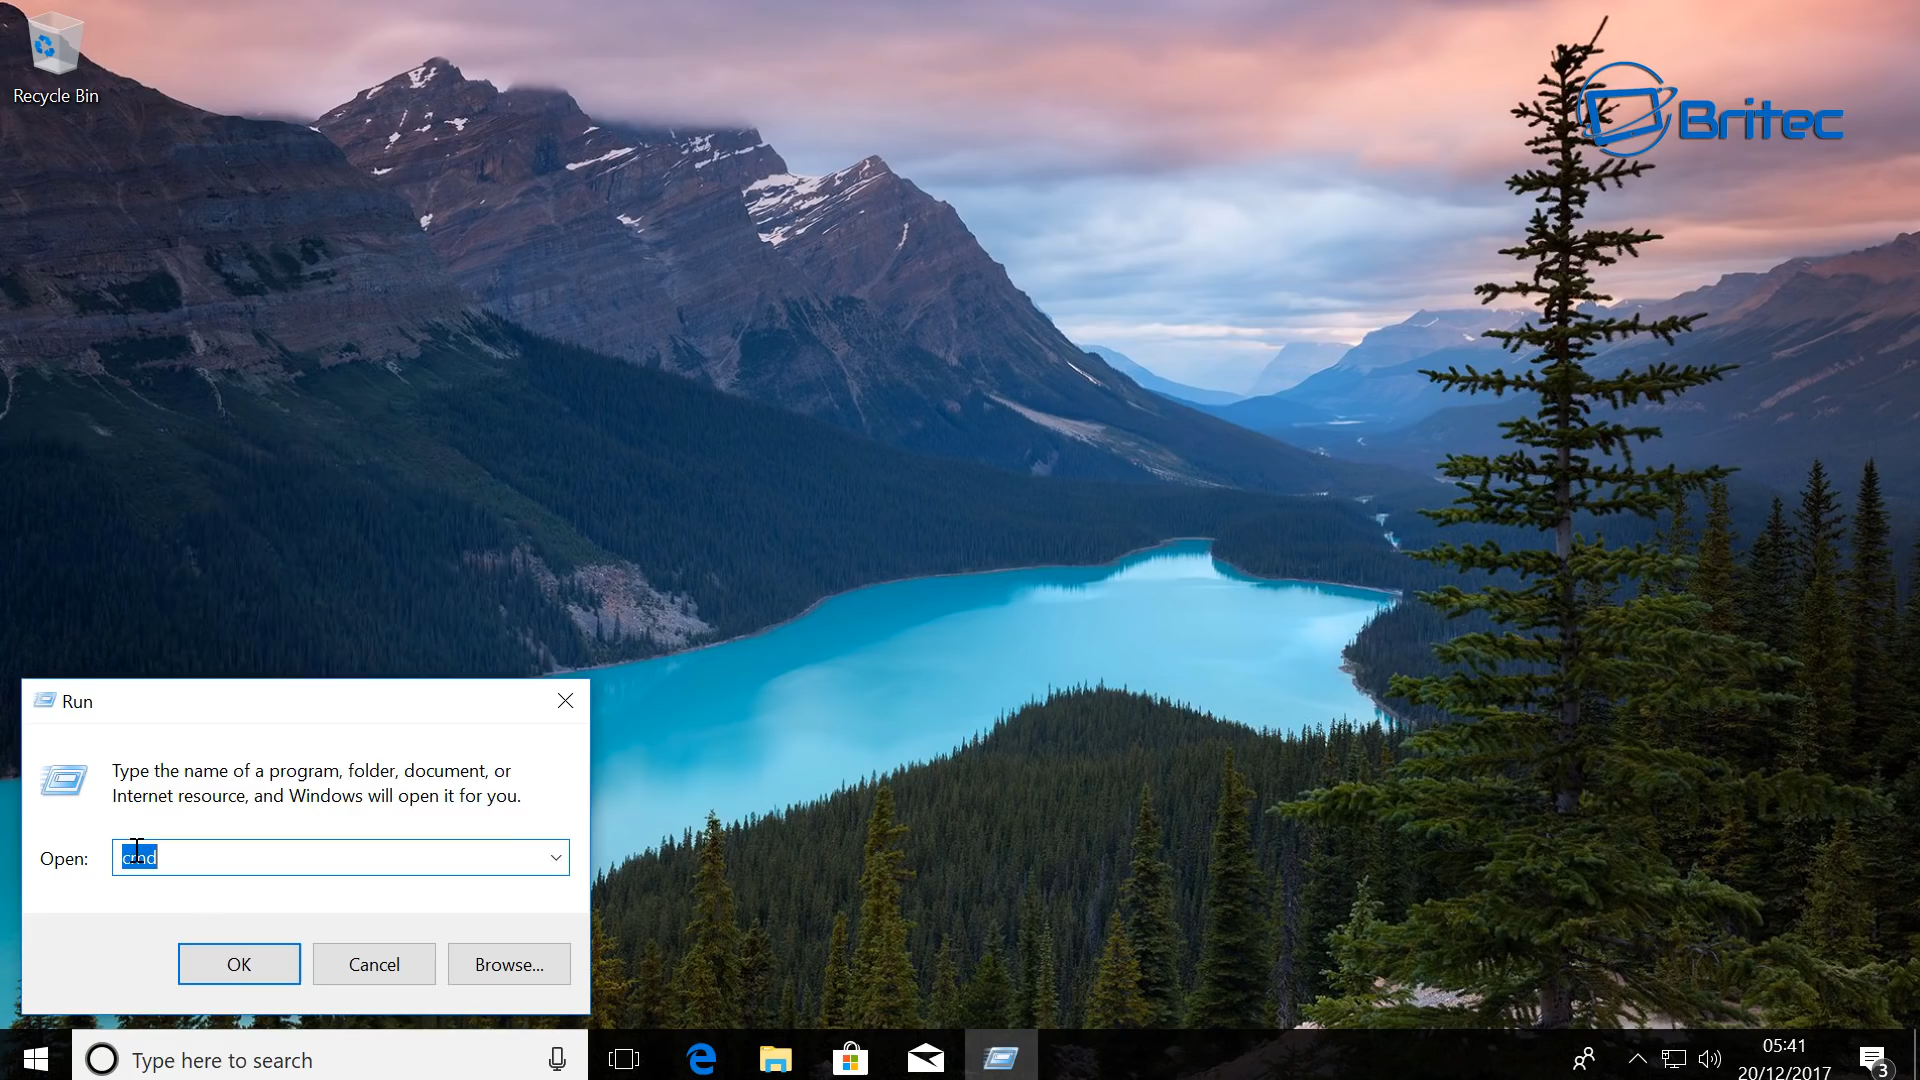 Recycle Bin
Britec
Run
Type the name of a program, folder, document, or
Internet resource, and Windows will open it for you.
Open:
cmd
OK
Cancel
Browse...
Type here to search
05:41
20/12/2017
3